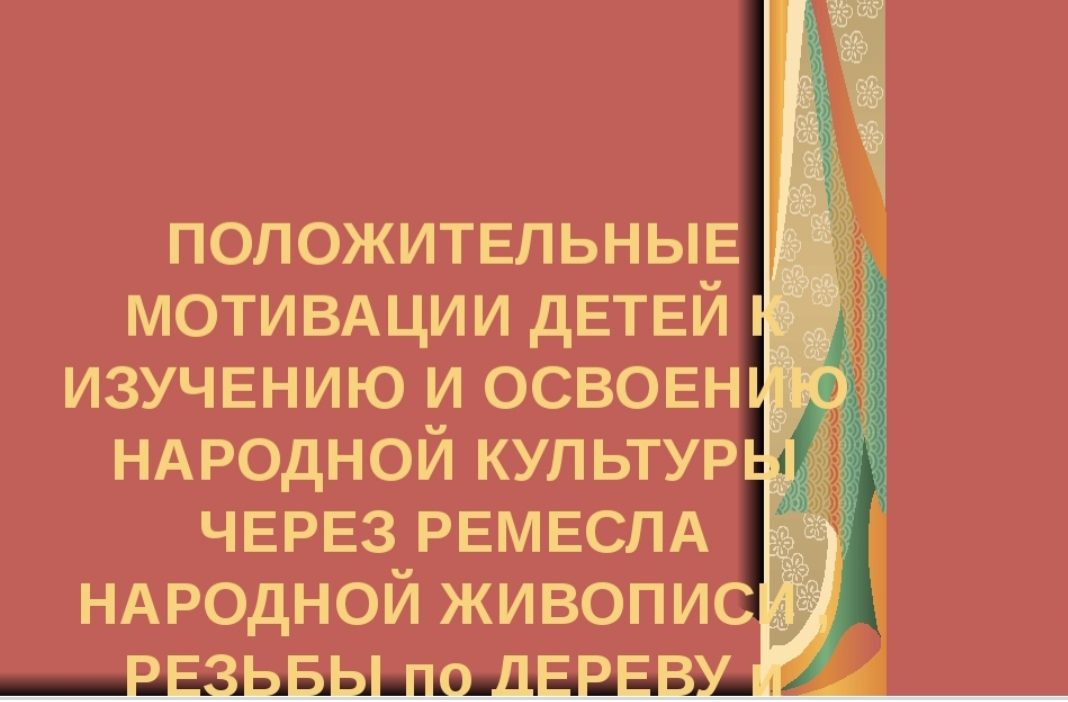 ПОЛОЖИТЕЛЬНЫЕ
МОТИВАЦИИ ДЕТЕЙ К
ИЗУЧЕНИЮ И ОСВОЕНИЮ
НАРОДНОЙ КУЛЬТУРЫ
ЧЕРЕЗ РЕМЕСЛА
НАРОДНОЙ ЖИВОПИСИ,
РЕЗЬБЫ по ДЕРЕВУ и